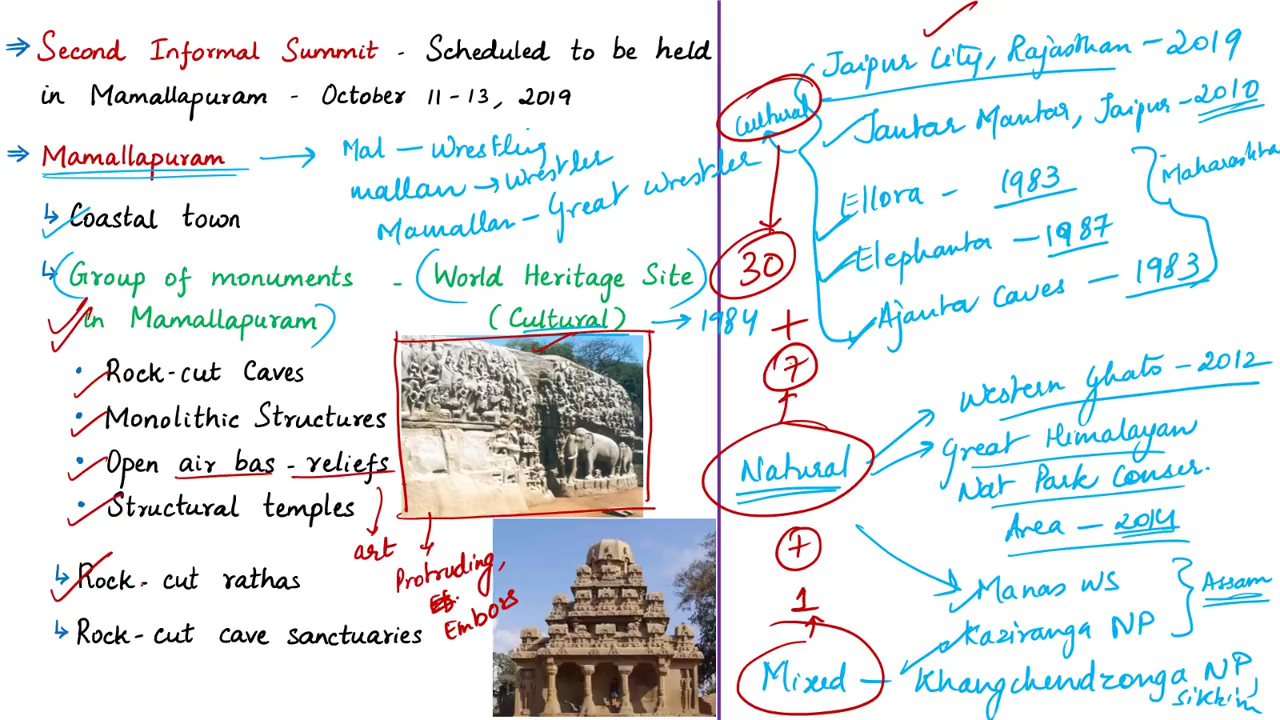 ⇒ Second Informal Summit - Scheduled to be held
in Mamallapuram - October 11-13, 2019
⇒ Mamallapuram → Mal — Wrestling
mallan → Wrestler
Mamallan - Great Wrestler
↳ Coastal town
↳ (Group of monuments - (World Heritage Site)
in Mamallapuram) (Cultural) → 1984
• Rock-cut Caves
• Monolithic Structures
• Open air bas-reliefs
• Structural temples
art
Protruding,
Embors
↳ Rock-cut rathas
↳ Rock-cut cave sanctuaries
Cultural
Jaipur City, Rajasthan - 2019
Jantar Mantar, Jaipur - 2010
Ellora - 1983
Elephanta - 1987
Ajanta Caves - 1983
Maharashtra
30
+
7
Natural
Western Ghats - 2012
Great Himalayan
Nat Park Conser.
Area - 2014
Manas WS
Kaziranga NP
Assam
+
1
Mixed - Khangchendzonga NP,
Sikkim